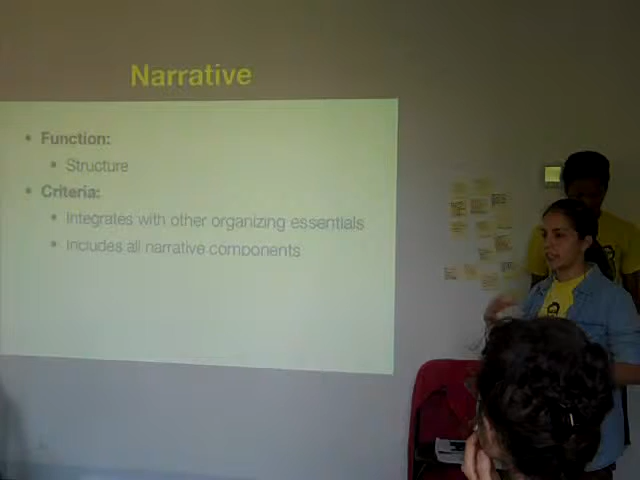 Narrative
• Function:
• Structure
• Criteria:
• Integrates with other organizing essentials
• Includes all narrative components